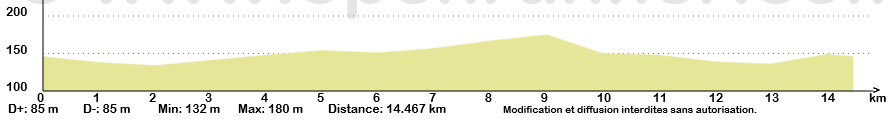 200
150
100
0 1 2 3 4 5 6 7 8 9 10 11 12 13 14 km
D+: 85 m D-: 85 m Min: 132 m Max: 180 m Distance: 14.467 km Modification et diffusion interdites sans autorisation.